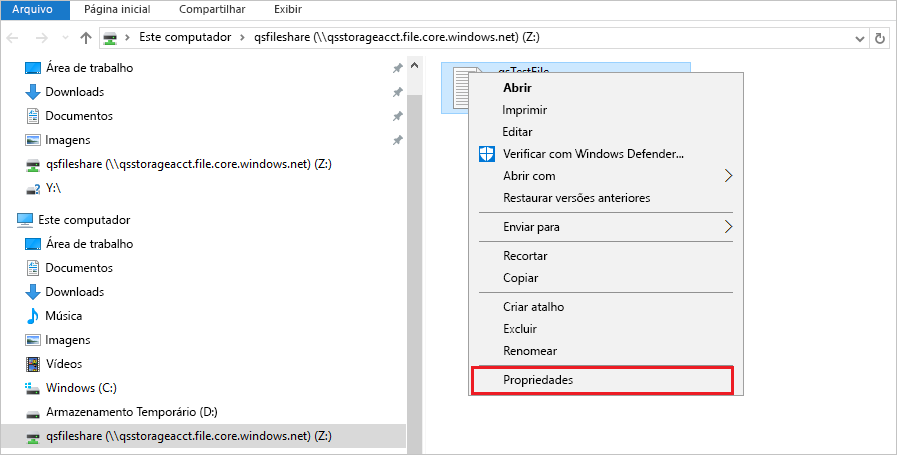 Arquivo Página inicial Compartilhar Exibir
Este computador qsfileshare (\\qsstorageacct.file.core.windows.net) (Z:)
Área de trabalho
Downloads
Documentos
Imagens
qsfileshare (\\qsstorageacct.file.core.windows.net) (Z:)
Y:\
Este computador
Área de trabalho
Documentos
Downloads
Música
Imagens
Vídeos
Windows (C:)
Armazenamento Temporário (D:)
qsfileshare (\\qsstorageacct.file.core.windows.net) (Z:)
qsTestFile
Abrir
Imprimir
Editar
Verificar com Windows Defender...
Abrir com
Restaurar versões anteriores
Enviar para
Recortar
Copiar
Criar atalho
Excluir
Renomear
Propriedades